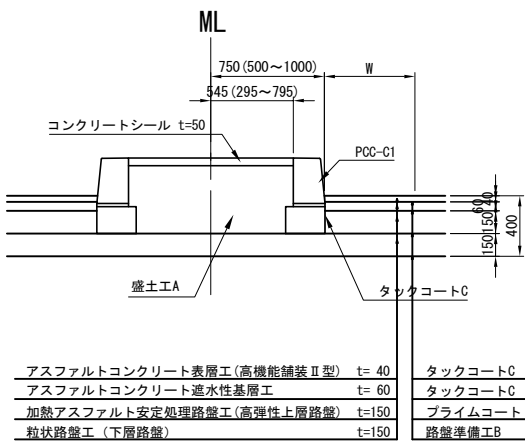 ML
750(500～1000)
W
545(295～795)
コンクリートシール t=50
PCC-C1
40
60
150
150
400
盛土工A
タックコートC
アスファルトコンクリート表層工(高機能舗装Ⅱ型) t= 40 タックコートC
アスファルトコンクリート遮水性基層工 t= 60 タックコートC
加熱アスファルト安定処理路盤工(高弾性上層路盤) t=150 プライムコート
粒状路盤工（下層路盤） t=150 路盤準備工B